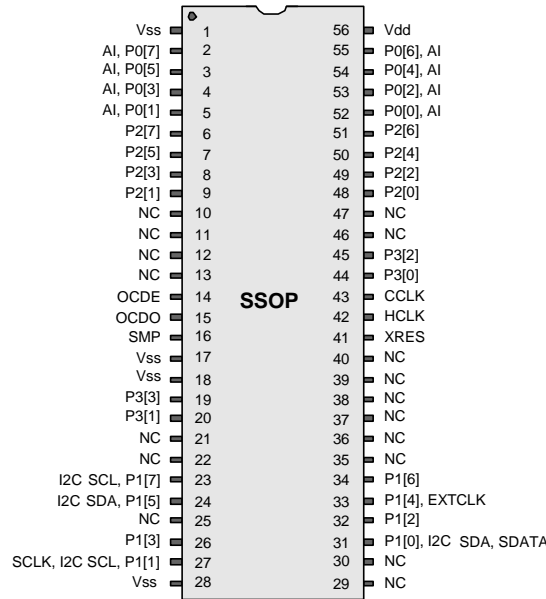 Vss 1 56 Vdd
AI, P0[7] 2 55 P0[6], AI
AI, P0[5] 3 54 P0[4], AI
AI, P0[3] 4 53 P0[2], AI
AI, P0[1] 5 52 P0[0], AI
P2[7] 6 51 P2[6]
P2[5] 7 50 P2[4]
P2[3] 8 49 P2[2]
P2[1] 9 48 P2[0]
NC 10 47 NC
NC 11 46 NC
NC 12 45 P3[2]
NC 13 44 P3[0]
OCDE 14 SSOP 43 CCLK
OCDO 15 42 HCLK
SMP 16 41 XRES
Vss 17 40 NC
Vss 18 39 NC
P3[3] 19 38 NC
P3[1] 20 37 NC
NC 21 36 NC
NC 22 35 NC
I2C SCL, P1[7] 23 34 P1[6]
I2C SDA, P1[5] 24 33 P1[4], EXTCLK
NC 25 32 P1[2]
P1[3] 26 31 P1[0], I2C SDA, SDATA
SCLK, I2C SCL, P1[1] 27 30 NC
Vss 28 29 NC